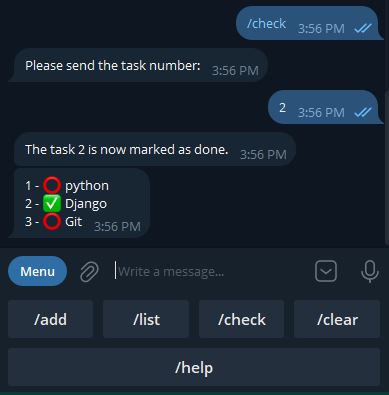 /check 3:56 PM
Please send the task number: 3:56 PM
2 3:56 PM
The task 2 is now marked as done. 3:56 PM
1 - ⭕ python
2 - ✅ Django
3 - ⭕ Git 3:56 PM
Menu Write a message...
/add /list /check /clear
/help